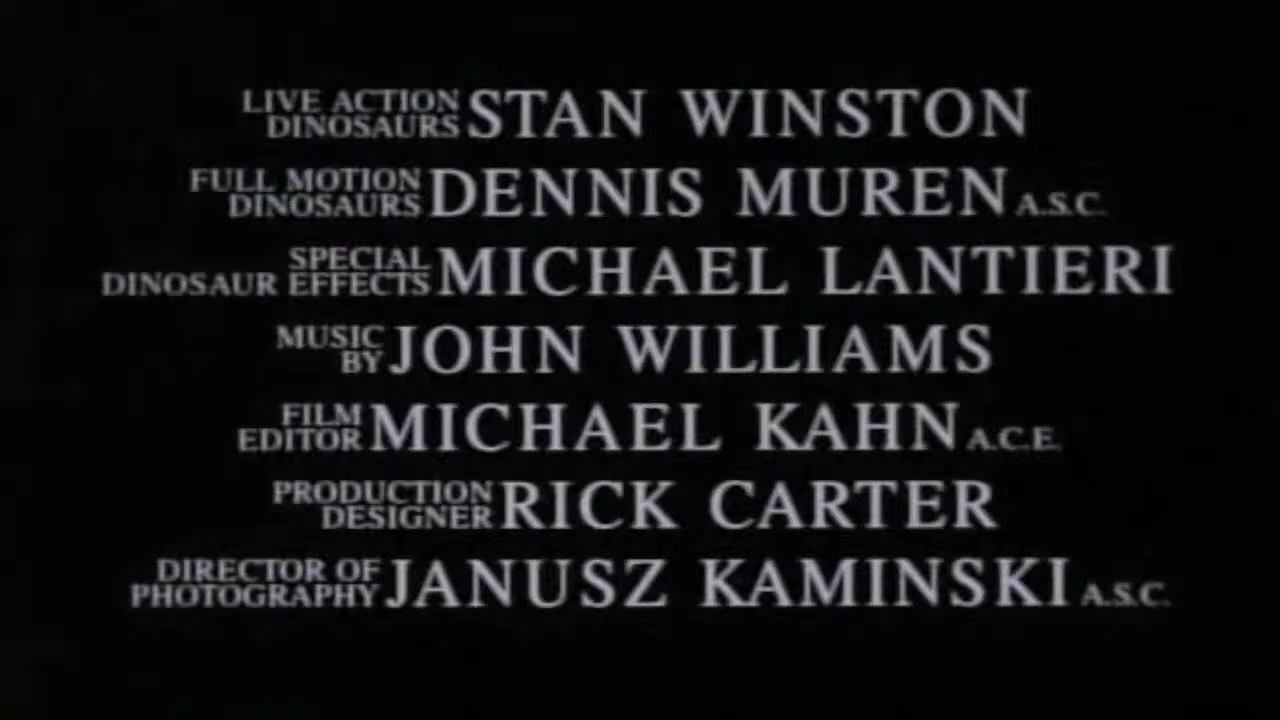 LIVE ACTION DINOSAURS STAN WINSTON
FULL MOTION DINOSAURS DENNIS MUREN A.S.C.
SPECIAL DINOSAUR EFFECTS MICHAEL LANTIERI
MUSIC BY JOHN WILLIAMS
FILM EDITOR MICHAEL KAHN A.C.E.
PRODUCTION DESIGNER RICK CARTER
DIRECTOR OF PHOTOGRAPHY JANUSZ KAMINSKI A.S.C.